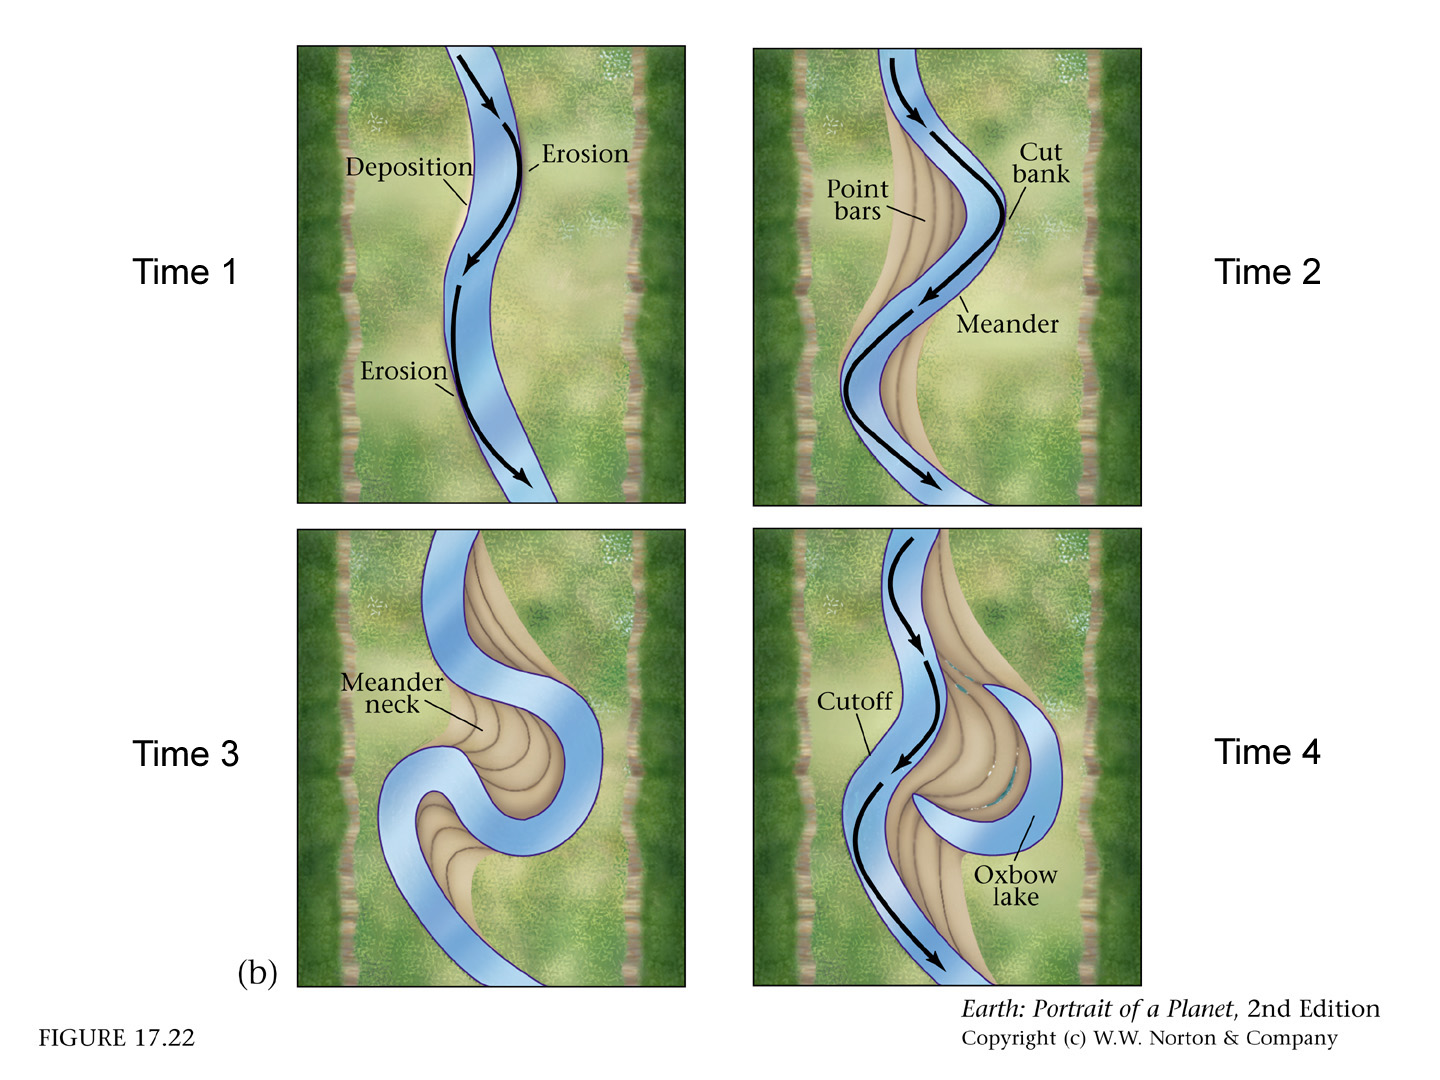 Time 1
Deposition
Erosion
Erosion
Point
bars
Cut
bank
Meander
Time 2
Time 3
Meander
neck
Cutoff
Oxbow
lake
Time 4
(b)
FIGURE 17.22
Earth: Portrait of a Planet, 2nd Edition
Copyright (c) W.W. Norton & Company